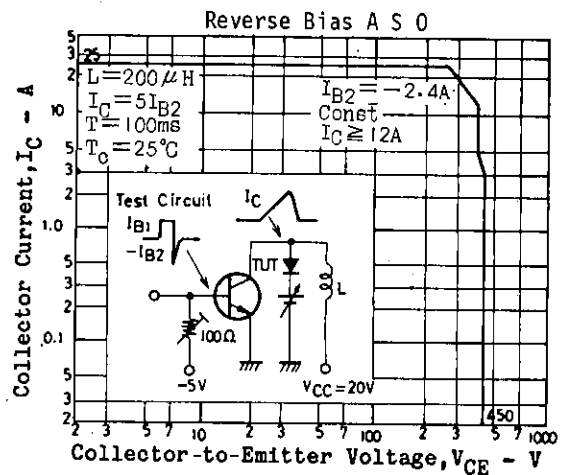 Reverse Bias A S O
Collector Current, IC – A
5
3
2
10
5
3
2
1.0
5
3
2
0.1
5
3
2
25
L=200μH
IC=5IB2
T=100ms
Tc=25°C
IB2=-2.4A
Const
IC≧12A
Test Circuit
IB1
-IB2
IC
TUT
L
100Ω
-5V
VCC=20V
450
2 3 5 7 10 2 3 5 7 100 2 3 5 7 1000
Collector-to-Emitter Voltage, VCE – V